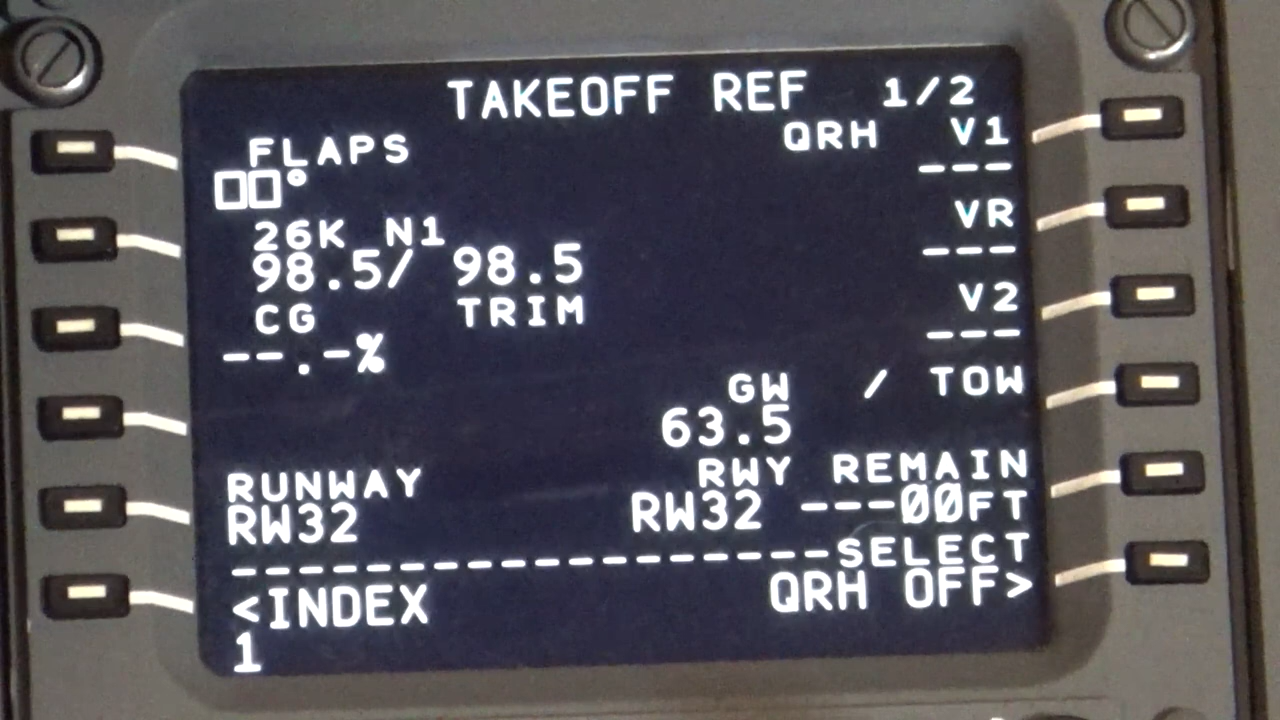 TAKEOFF REF 1/2
FLAPS QRH V1
□□° ---
26K N1 VR
98.5/ 98.5 ---
CG TRIM V2
--.-% ---
GW / TOW
63.5
RUNWAY RWY REMAIN
RW32 RW32 ---00FT
---------------------SELECT
<INDEX QRH OFF>
1